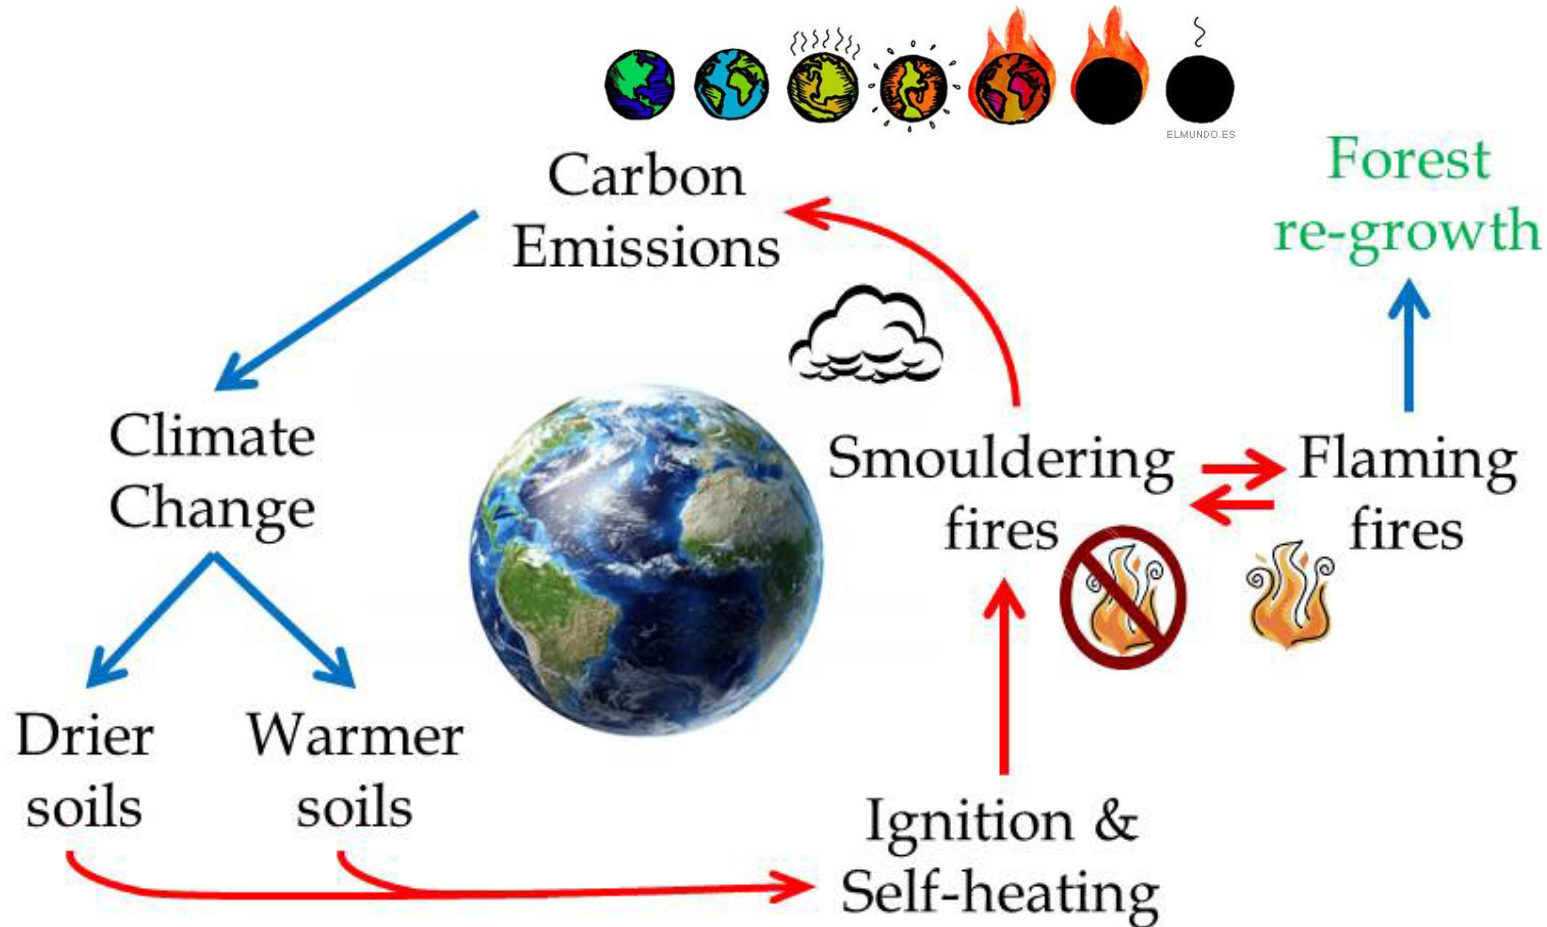 ELMUNDO.ES
Carbon
Emissions
Forest
re-growth
Climate
Change
Smouldering
fires
Flaming
fires
Drier
soils
Warmer
soils
Ignition &
Self-heating